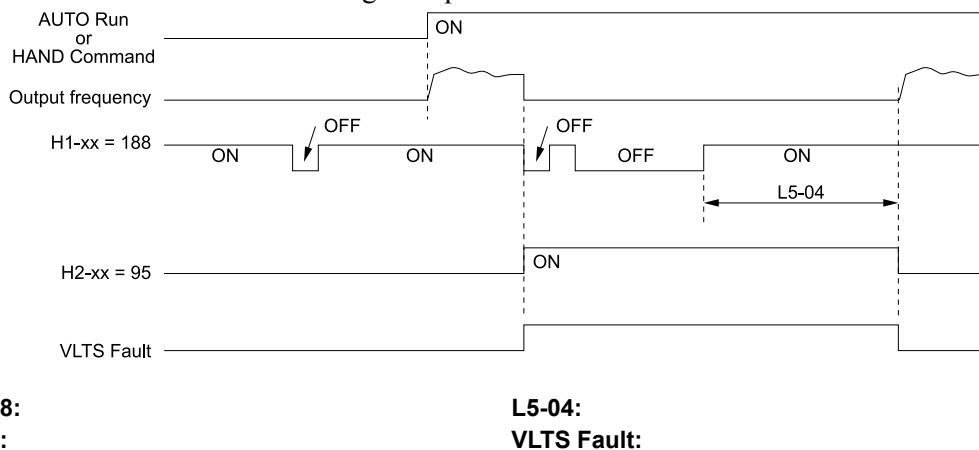 AUTO Run
or
HAND Command
ON
Output frequency
H1-xx = 188
ON
OFF
ON
OFF
OFF
ON
L5-04
H2-xx = 95
ON
VLTS Fault
8:
L5-04:
:
VLTS Fault: